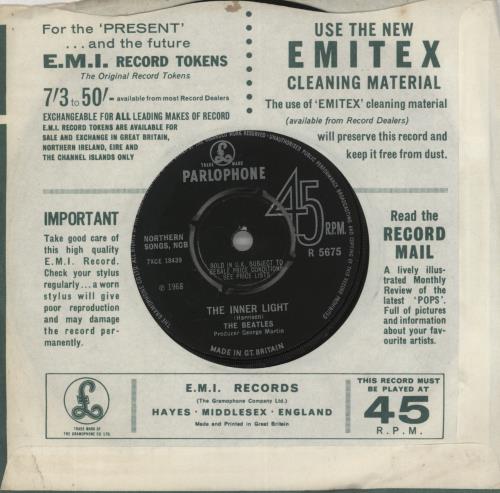 For the 'PRESENT'
...and the future
E.M.I. RECORD TOKENS
The Original Record Tokens
7/3 to 50/- = available from most Record Dealers
EXCHANGEABLE FOR ALL LEADING MAKES OF RECORD
E.M.I. RECORD TOKENS ARE AVAILABLE FOR
SALE AND EXCHANGE IN GREAT BRITAIN,
NORTHERN IRELAND, EIRE AND
THE CHANNEL ISLANDS ONLY
USE THE NEW
EMITEX
CLEANING MATERIAL
The use of 'EMITEX' cleaning material
(available from Record Dealers)
will preserve this record and
keep it free from dust.
TRADE MARK
PARLOPHONE
45
R.P.M.
R 5675
NORTHERN
SONGS, NCB
7XCE 18439
℗ 1968
SOLD IN U.K. SUBJECT TO
RESALE PRICE CONDITIONS,
SEE PRICE LISTS
THE INNER LIGHT
(Harrison)
THE BEATLES
Producer George Martin
MADE IN GT. BRITAIN
IMPORTANT
Take good care of
this high quality
E.M.I. Record.
Check your stylus
regularly... a worn
stylus will give
poor reproduction
and may damage
the record per-
manently.
Read the
RECORD
MAIL
A lively illus-
trated Monthly
Review of the
latest 'POPS'.
Full of pictures
and information
about your fav-
ourite artists.
TRADE MARK OF
THE GRAMOPHONE CO. LTD.
E.M.I. RECORDS
(The Gramophone Company Ltd.)
HAYES · MIDDLESEX · ENGLAND
Made and Printed in Great Britain
THIS RECORD MUST
BE PLAYED AT
45
R.P.M.